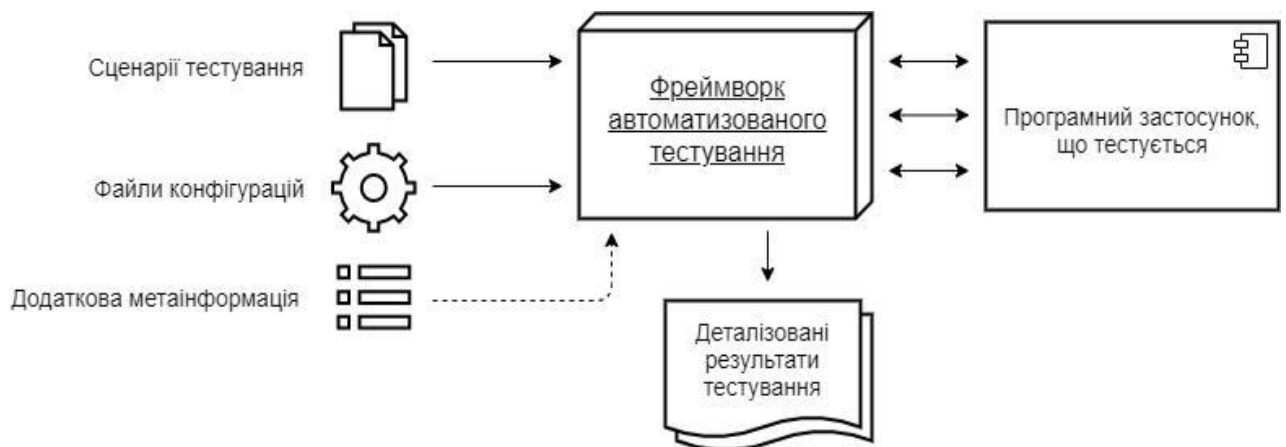 Сценарії тестування
Файли конфігурацій
Додаткова метаінформація
Фреймворк
автоматизованого
тестування
Програмний застосунок,
що тестується
Деталізовані
результати
тестування